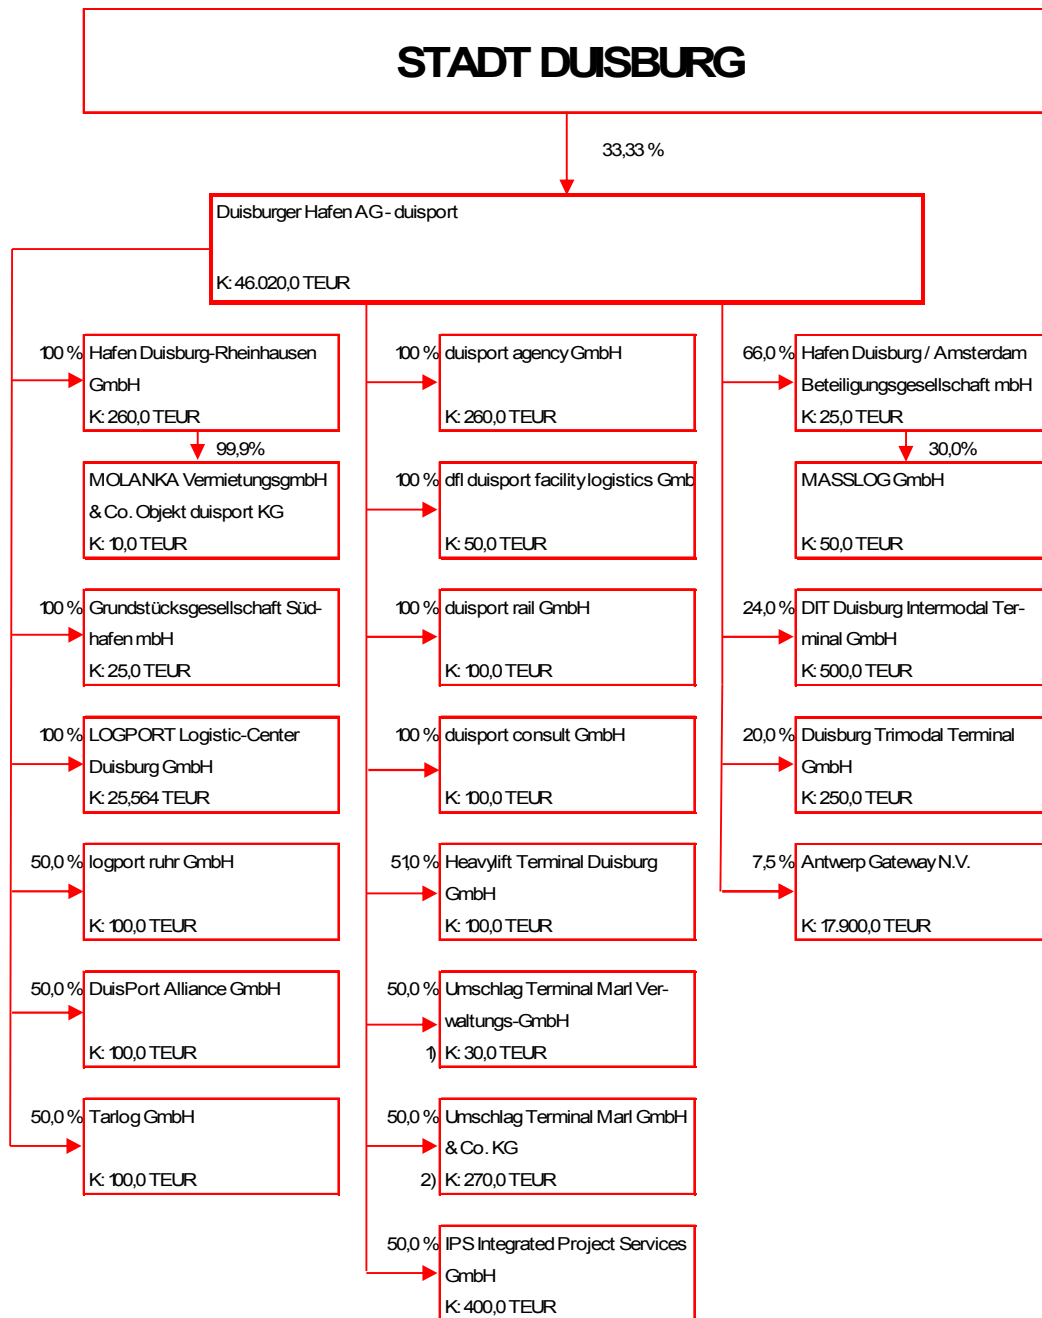 STADT DUISBURG
33,33 %
Duisburger Hafen AG - duisport
K: 46.020,0 TEUR
100 % Hafen Duisburg-Rheinhausen
GmbH
K: 260,0 TEUR
99,9%
MOLANKA VermietungsgmbH
& Co. Objekt duisport KG
K: 10,0 TEUR
100 % Grundstücksgesellschaft Süd-
hafen mbH
K: 25,0 TEUR
100 % LOGPORT Logistic-Center
Duisburg GmbH
K: 25,564 TEUR
50,0 % logport ruhr GmbH
K: 100,0 TEUR
50,0 % DuisPort Alliance GmbH
K: 100,0 TEUR
50,0 % Tarlog GmbH
K: 100,0 TEUR
100 % duisport agency GmbH
K: 260,0 TEUR
100 % dfl duisport facility logistics Gmb
K: 50,0 TEUR
100 % duisport rail GmbH
K: 100,0 TEUR
100 % duisport consult GmbH
K: 100,0 TEUR
51,0 % Heavylift Terminal Duisburg
GmbH
K: 100,0 TEUR
50,0 % Umschlag Terminal Marl Ver-
waltungs-GmbH
1) K: 30,0 TEUR
50,0 % Umschlag Terminal Marl GmbH
& Co. KG
2) K: 270,0 TEUR
50,0 % IPS Integrated Project Services
GmbH
K: 400,0 TEUR
66,0 % Hafen Duisburg / Amsterdam
Beteiligungsgesellschaft mbH
K: 25,0 TEUR
30,0%
MASSLOG GmbH
K: 50,0 TEUR
24,0 % DIT Duisburg Intermodal Ter-
minal GmbH
K: 500,0 TEUR
20,0 % Duisburg Trimodal Terminal
GmbH
K: 250,0 TEUR
7,5 % Antwerp Gateway N.V.
K: 17.900,0 TEUR